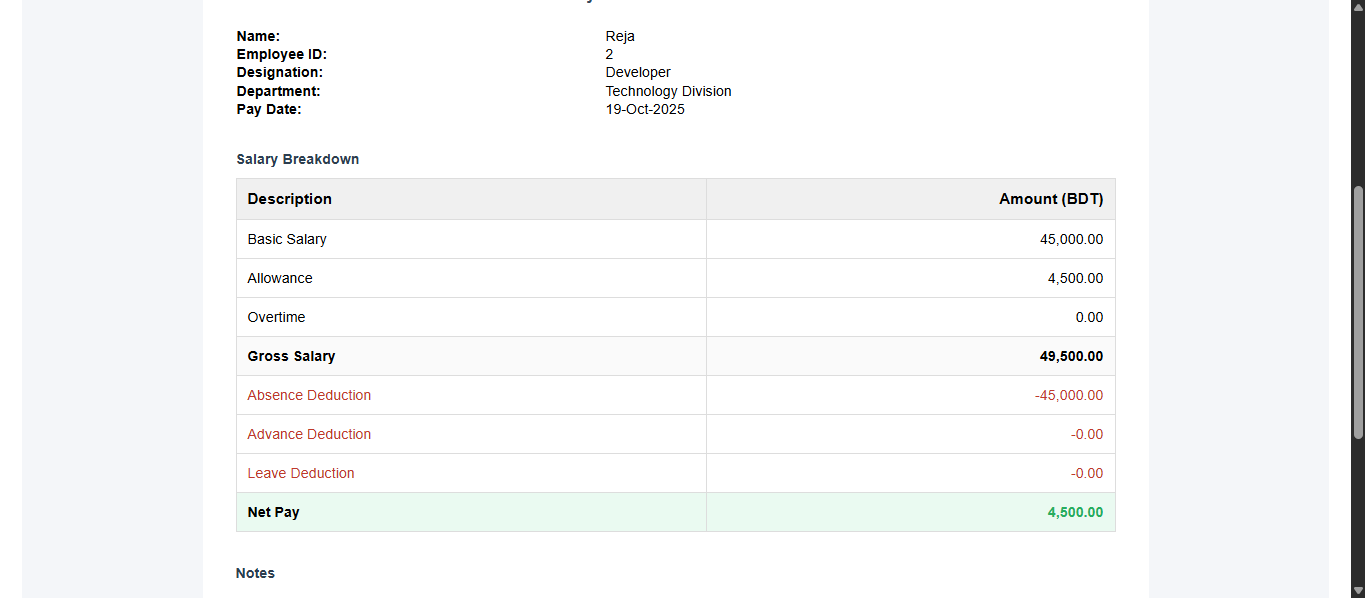 Name: Reja
Employee ID: 2
Designation: Developer
Department: Technology Division
Pay Date: 19-Oct-2025
Salary Breakdown
Description Amount (BDT)
Basic Salary 45,000.00
Allowance 4,500.00
Overtime 0.00
Gross Salary 49,500.00
Absence Deduction -45,000.00
Advance Deduction -0.00
Leave Deduction -0.00
Net Pay 4,500.00
Notes